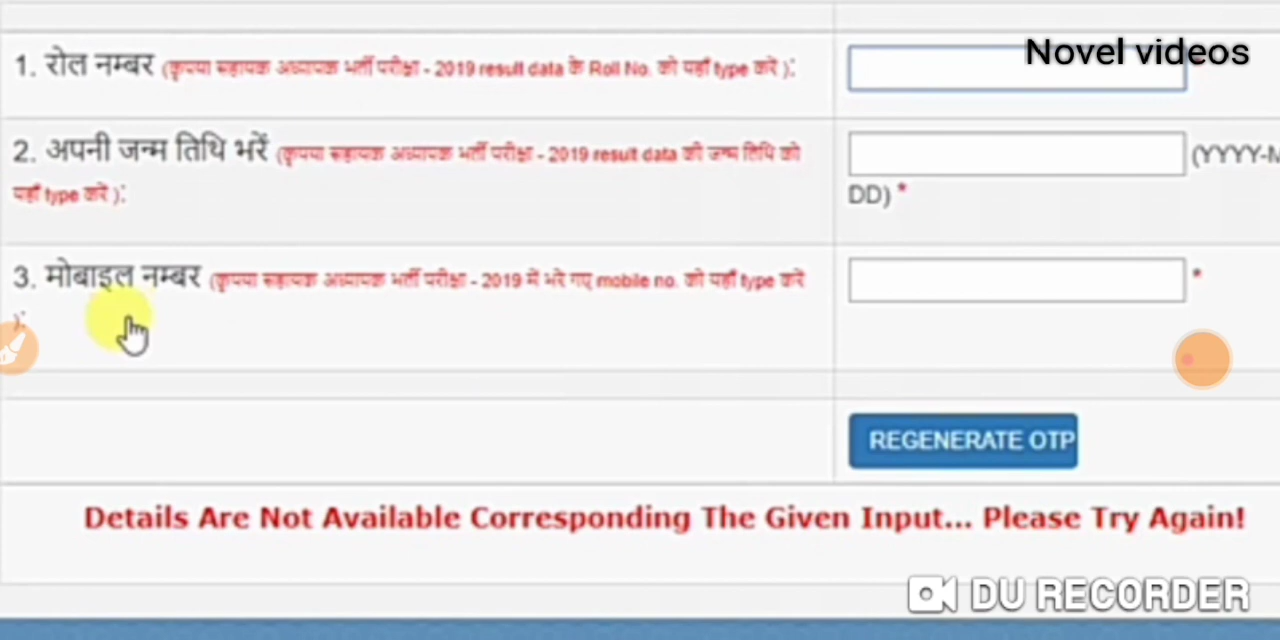 Novel videos
1. रोल नम्बर (कृपया सहायक अध्यापक भर्ती परीक्षा - 2019 result data के Roll No. को यहाँ type करे ):
2. अपनी जन्म तिथि भरें (कृपया सहायक अध्यापक भर्ती परीक्षा - 2019 result data की जन्म तिथि को
यहाँ type करे ):
(YYYY-M
DD) *
3. मोबाइल नम्बर (कृपया सहायक अध्यापक भर्ती परीक्षा - 2019 में भरे गए mobile no. को यहाँ type करे
):
*
REGENERATE OTP
Details Are Not Available Corresponding The Given Input... Please Try Again!
DU RECORDER